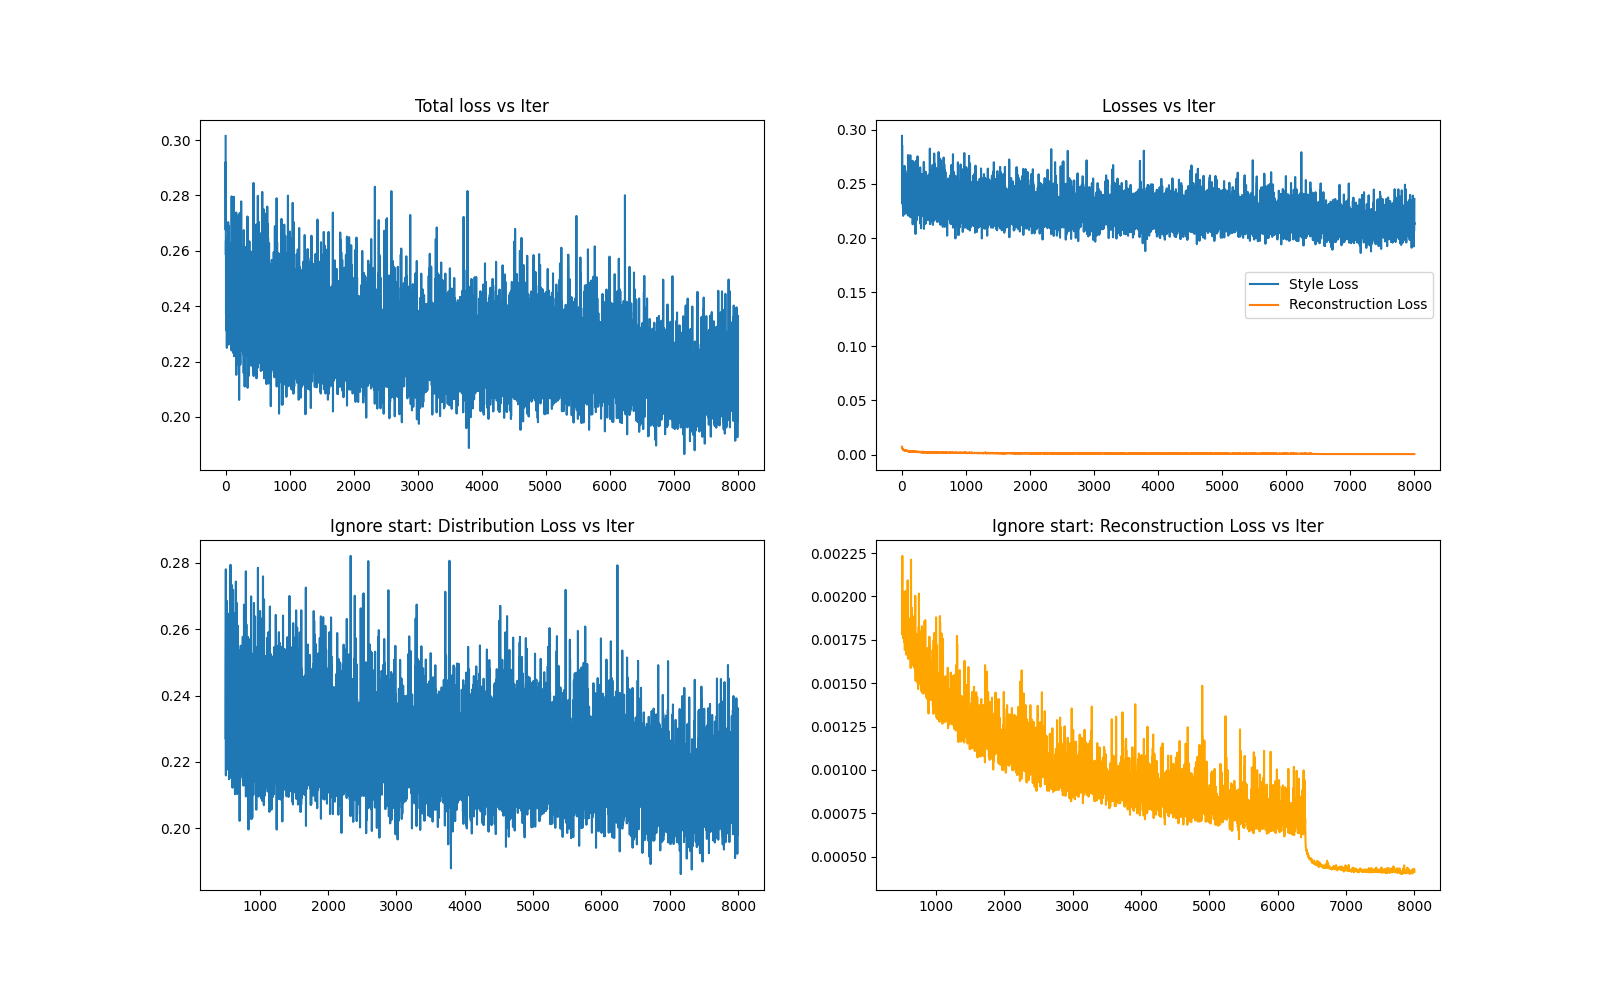 Total loss vs Iter
0.30
0.28
0.26
0.24
0.22
0.20
0 1000 2000 3000 4000 5000 6000 7000 8000
Losses vs Iter
0.30
0.25
0.20
0.15
0.10
0.05
0.00
Style Loss
Reconstruction Loss
0 1000 2000 3000 4000 5000 6000 7000 8000
Ignore start: Distribution Loss vs Iter
0.28
0.26
0.24
0.22
0.20
1000 2000 3000 4000 5000 6000 7000 8000
Ignore start: Reconstruction Loss vs Iter
0.00225
0.00200
0.00175
0.00150
0.00125
0.00100
0.00075
0.00050
1000 2000 3000 4000 5000 6000 7000 8000